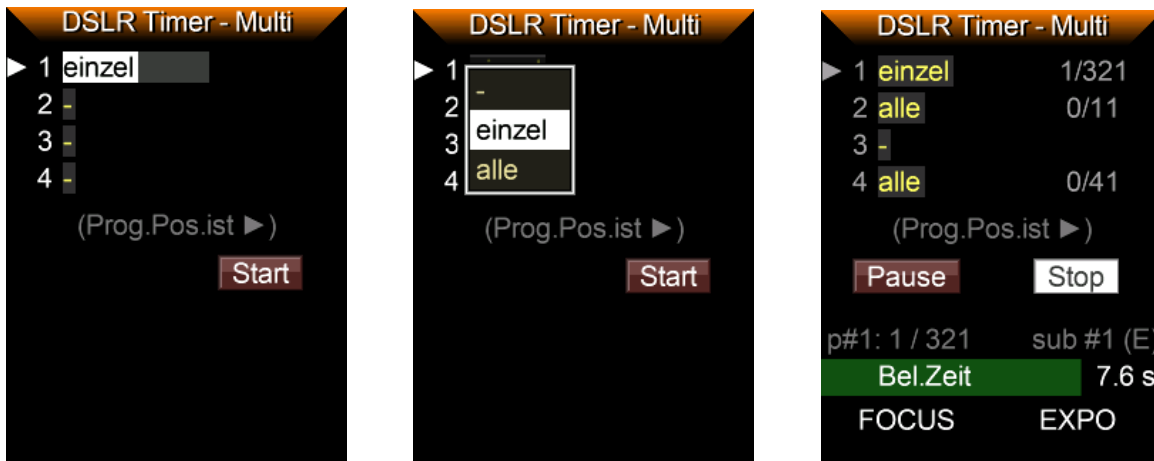 DSLR Timer - Multi
▶ 1 einzel
2 -
3 -
4 -
(Prog.Pos.ist ▶)
Start
DSLR Timer - Multi
▶ 1
2
3
4
-
einzel
alle
(Prog.Pos.ist ▶)
Start
DSLR Timer - Multi
▶ 1 einzel 1/321
2 alle 0/11
3 -
4 alle 0/41
(Prog.Pos.ist ▶)
Pause Stop
p#1: 1 / 321 sub #1 (E)
Bel.Zeit 7.6 s
FOCUS EXPO